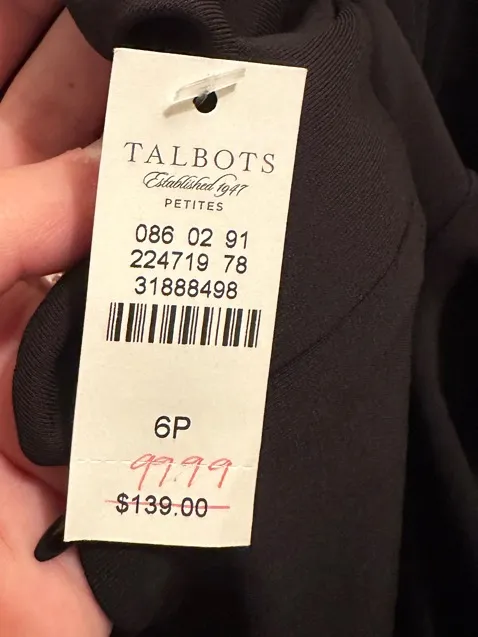 TALBOTS
Established 1947
PETITES
086 02 91
224719 78
31888498
6P
99.99
$139.00